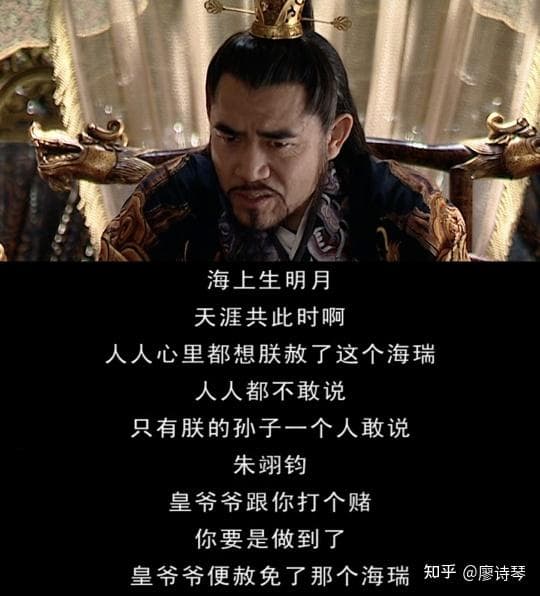 海上生明月
天涯共此时啊
人人心里都想朕赦了这个海瑞
人人都不敢说
只有朕的孙子一个人敢说
朱翊钧
皇爷爷跟你打个赌
你要是做到了
皇爷爷便赦免了那个海瑞
知乎 @廖诗琴